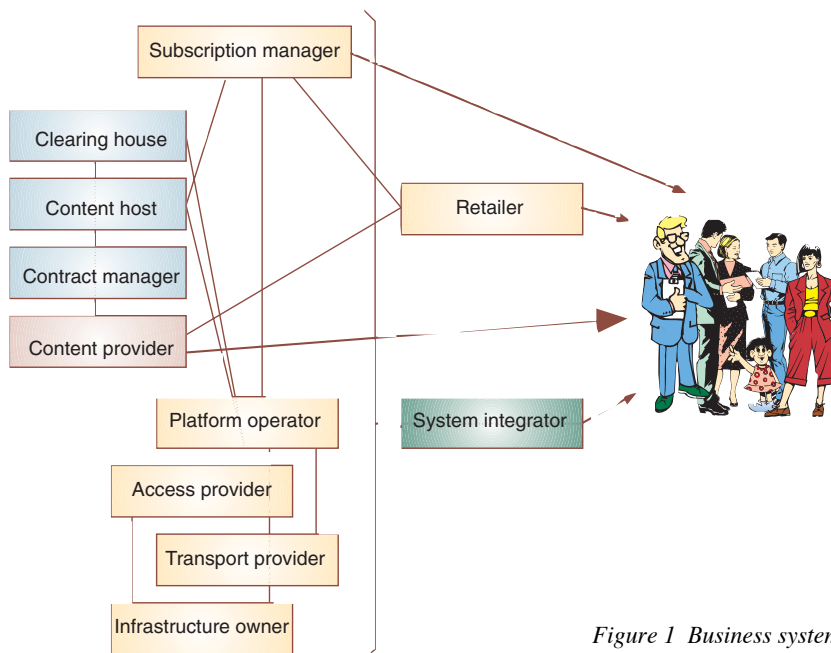 Subscription manager
Clearing house
Content host
Retailer
Contract manager
Content provider
Platform operator
System integrator
Access provider
Transport provider
Infrastructure owner
Figure 1 Business system